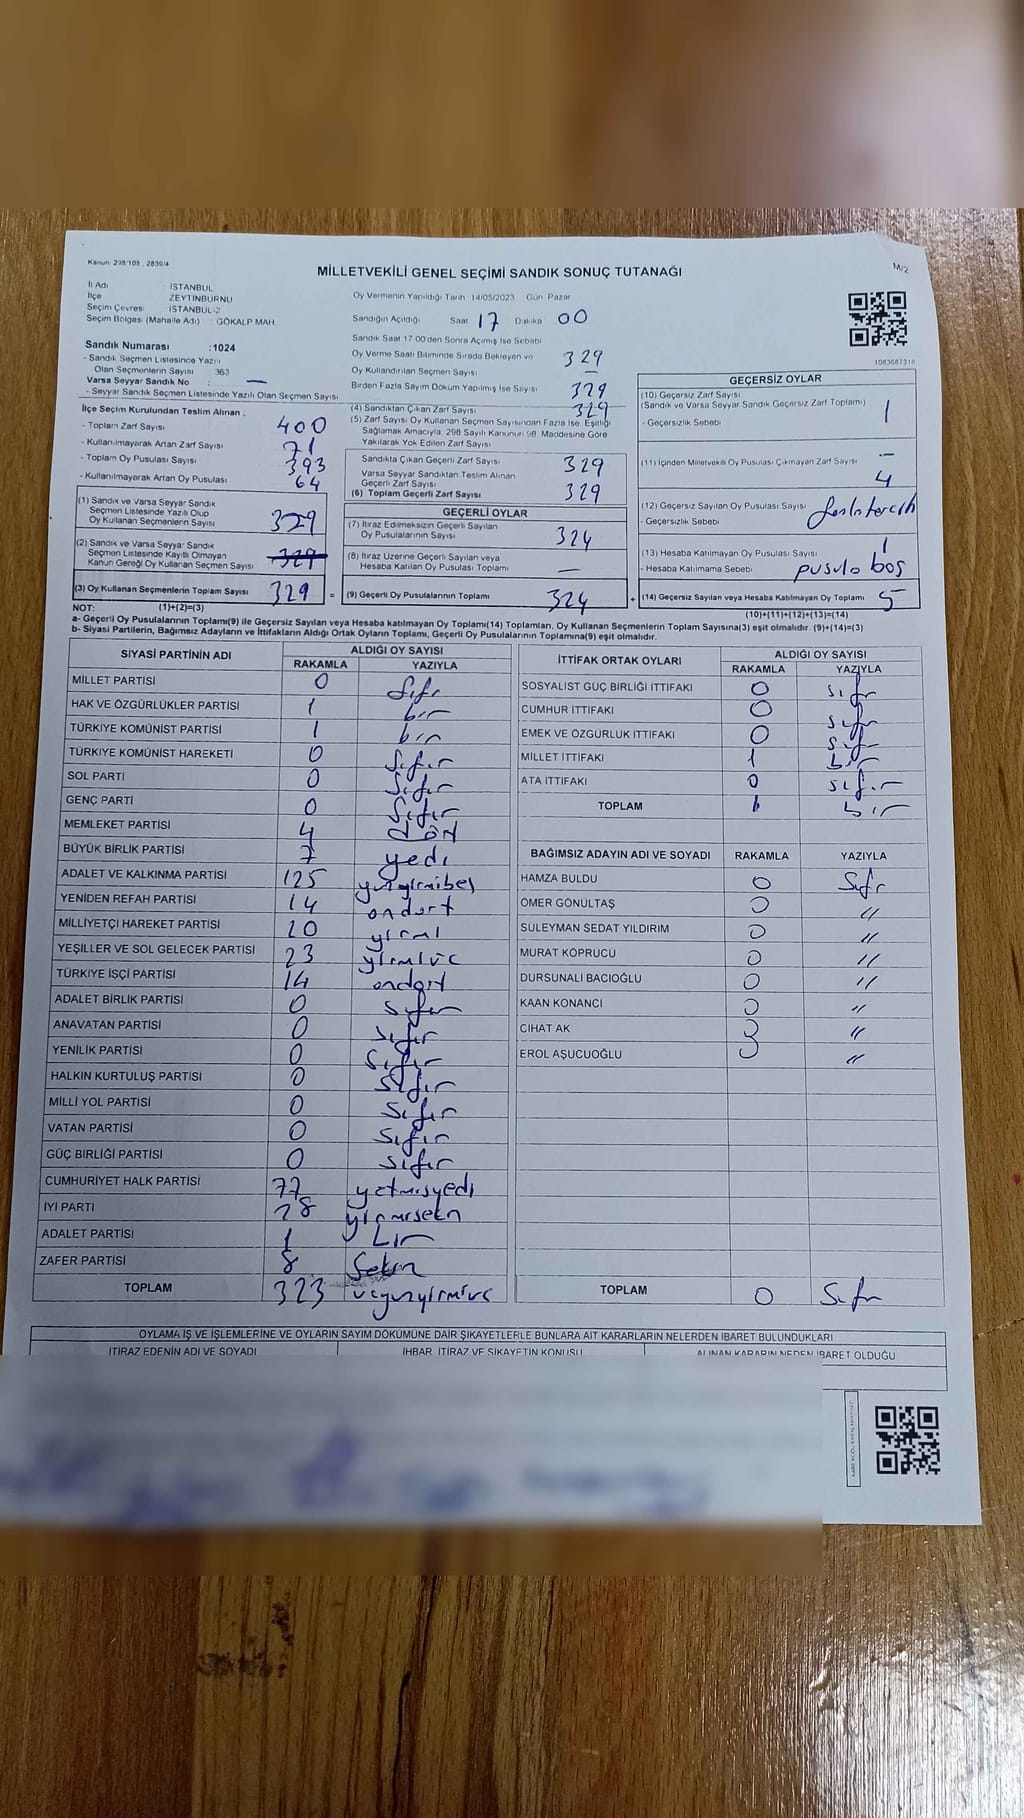 Kanun: 298/105 , 2839/4
M/2
MİLLETVEKİLİ GENEL SEÇİMİ SANDIK SONUÇ TUTANAĞI
İl Adı : İSTANBUL
İlçe : ZEYTİNBURNU
Seçim Çevresi : İSTANBUL-2
Seçim Bölgesi (Mahalle Adı) : GÖKALP MAH
Sandık Numarası :1024
- Sandık Seçmen Listesinde Yazılı
Olan Seçmenlerin Sayısı : 363
Varsa Seyyar Sandık No : —
- Seyyar Sandık Seçmen Listesinde Yazılı Olan Seçmen Sayısı
Oy Vermenin Yapıldığı Tarih 14/05/2023 Gün: Pazar
Sandığın Açıldığı Saat 17 Dakika 00
Sandık Saat 17.00'den Sonra Açılmış İse Sebebi
Oy Verme Saati Bitiminde Sırada Bekleyen ve 329
Oy Kullandırılan Seçmen Sayısı —
Birden Fazla Sayım Döküm Yapılmış İse Sayısı 329
1083687318
İlçe Seçim Kurulundan Teslim Alınan ;
- Toplam Zarf Sayısı 400
- Kullanılmayarak Artan Zarf Sayısı 71
- Toplam Oy Pusulası Sayısı 393
- Kullanılmayarak Artan Oy Pusulası 64
(1) Sandık ve Varsa Seyyar Sandık
Seçmen Listesinde Yazılı Olup
Oy Kullanan Seçmenlerin Sayısı 329
(2) Sandık ve Varsa Seyyar Sandık
Seçmen Listesinde Kayıtlı Olmayan
Kanun Gereği Oy Kullanan Seçmen Sayısı 329
(3) Oy Kullanan Seçmenlerin Toplam Sayısı 329 =
(1)+(2)=(3)
(4) Sandıktan Çıkan Zarf Sayısı 329
(5) Zarf Sayısı Oy Kullanan Seçmen Sayısından Fazla İse, Eşitliği
Sağlamak Amacıyla, 298 Sayılı Kanunun 98. Maddesine Göre
Yakılarak Yok Edilen Zarf Sayısı
Sandıkta Çıkan Geçerli Zarf Sayısı 329
Varsa Seyyar Sandıktan Teslim Alınan
Geçerli Zarf Sayısı
(6) Toplam Geçerli Zarf Sayısı 329
GEÇERLİ OYLAR
(7) İtiraz Edilmeksizin Geçerli Sayılan
Oy Pusulalarının Sayısı 324
(8) İtiraz Üzerine Geçerli Sayılan veya
Hesaba Katılan Oy Pusulası Toplamı —
(9) Geçerli Oy Pusulalarının Toplamı 324 +
GEÇERSİZ OYLAR
(10) Geçersiz Zarf Sayısı
(Sandık ve Varsa Seyyar Sandık Geçersiz Zarf Toplamı) 1
- Geçersizlik Sebebi
(11) İçinden Milletvekili Oy Pusulası Çıkmayan Zarf Sayısı —
4
(12) Geçersiz Sayılan Oy Pusulası Sayısı
- Geçersizlik Sebebi
(13) Hesaba Katılmayan Oy Pusulası Sayısı 1
- Hesaba Katılmama Sebebi pusula boş
(14) Geçersiz Sayılan veya Hesaba Katılmayan Oy Toplamı 5
(10)+(11)+(12)+(13)=(14)
NOT:
a- Geçerli Oy Pusulalarının Toplamı(9) ile Geçersiz Sayılan veya Hesaba katılmayan Oy Toplamı(14) Toplamları, Oy Kullanan Seçmenlerin Toplam Sayısına(3) eşit olmalıdır. (9)+(14)=(3)
b- Siyasi Partilerin, Bağımsız Adayların ve İttifakların Aldığı Ortak Oyların Toplamı, Geçerli Oy Pusulalarının Toplamına(9) eşit olmalıdır.
SİYASİ PARTİNİN ADI ALDIĞI OY SAYISI
RAKAMLA YAZIYLA
MİLLET PARTİSİ 0 Sıfr
HAK VE ÖZGÜRLÜKLER PARTİSİ 1 bir
TÜRKİYE KOMÜNİST PARTİSİ 1 bir
TÜRKİYE KOMÜNİST HAREKETİ 0 Sıfır
SOL PARTİ 0 Sıfır
GENÇ PARTİ 0 Sıfır
MEMLEKET PARTİSİ 4 dört
BÜYÜK BİRLİK PARTİSİ 7 yedi
ADALET VE KALKINMA PARTİSİ 125 yüzyirmibeş
YENİDEN REFAH PARTİSİ 14 ondört
MİLLİYETÇİ HAREKET PARTİSİ 20 yirmi
YEŞİLLER VE SOL GELECEK PARTİSİ 23 yirmiüç
TÜRKİYE İŞÇİ PARTİSİ 14 ondört
ADALET BİRLİK PARTİSİ 0 Sıfır
ANAVATAN PARTİSİ 0 Sıfır
YENİLİK PARTİSİ 0 Sıfır
HALKIN KURTULUŞ PARTİSİ 0 Sıfır
MİLLİ YOL PARTİSİ 0 Sıfır
VATAN PARTİSİ 0 Sıfır
GÜÇ BİRLİĞİ PARTİSİ 0 sıfır
CUMHURİYET HALK PARTİSİ 77 yetmişyedi
İYİ PARTİ 28 yirmisekn
ADALET PARTİSİ 1 bir
ZAFER PARTİSİ 8 Sekin
TOPLAM 323 üçyüzyirmiüç
İTTİFAK ORTAK OYLARI ALDIĞI OY SAYISI
RAKAMLA YAZIYLA
SOSYALİST GÜÇ BİRLİĞİ İTTİFAKI 0 sıfr
CUMHUR İTTİFAKI 0 sıfr
EMEK VE ÖZGÜRLÜK İTTİFAKI 0 sıfr
MİLLET İTTİFAKI 1 bir
ATA İTTİFAKI 0 sıfır
TOPLAM 1 bir
BAĞIMSIZ ADAYIN ADI VE SOYADI RAKAMLA YAZIYLA
HAMZA BULDU 0 Sıfr
ÖMER GÖNÜLTAŞ 0 "
SÜLEYMAN SEDAT YILDIRIM 0 "
MURAT KÖPRÜCÜ 0 "
DURSUNALİ BACIOĞLU 0 "
KAAN KONANCI 0 "
CİHAT AK 0 "
EROL AŞUCUOĞLU 0 "
TOPLAM 0 Sıfr
OYLAMA İŞ VE İŞLEMLERİNE VE OYLARIN SAYIM DÖKÜMÜNE DAİR ŞİKAYETLERLE BUNLARA AİT KARARLARIN NELERDEN İBARET BULUNDUKLARI
İTİRAZ EDENİN ADI VE SOYADI İHBAR, İTİRAZ VE ŞİKAYETİN KONUSU ALINAN KARARIN NEDEN İBARET OLDUĞU